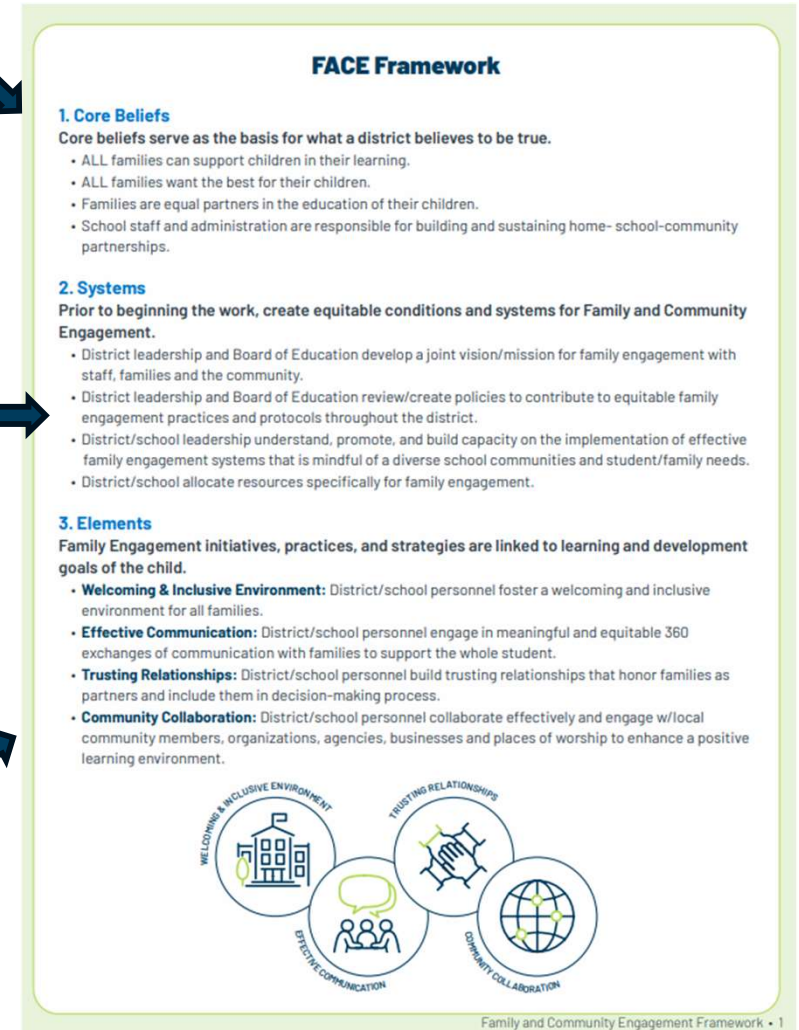 FACE Framework
1. Core Beliefs
Core beliefs serve as the basis for what a district believes to be true.
• ALL families can support children in their learning.
• ALL families want the best for their children.
• Families are equal partners in the education of their children.
• School staff and administration are responsible for building and sustaining home- school-community
partnerships.
2. Systems
Prior to beginning the work, create equitable conditions and systems for Family and Community
Engagement.
• District leadership and Board of Education develop a joint vision/mission for family engagement with
staff, families and the community.
• District leadership and Board of Education review/create policies to contribute to equitable family
engagement practices and protocols throughout the district.
• District/school leadership understand, promote, and build capacity on the implementation of effective
family engagement systems that is mindful of a diverse school communities and student/family needs.
• District/school allocate resources specifically for family engagement.
3. Elements
Family Engagement initiatives, practices, and strategies are linked to learning and development
goals of the child.
• Welcoming & Inclusive Environment: District/school personnel foster a welcoming and inclusive
environment for all families.
• Effective Communication: District/school personnel engage in meaningful and equitable 360
exchanges of communication with families to support the whole student.
• Trusting Relationships: District/school personnel build trusting relationships that honor families as
partners and include them in decision-making process.
• Community Collaboration: District/school personnel collaborate effectively and engage w/local
community members, organizations, agencies, businesses and places of worship to enhance a positive
learning environment.
WELCOMING & INCLUSIVE ENVIRONMENT
TRUSTING RELATIONSHIPS
EFFECTIVE COMMUNICATION
COMMUNITY COLLABORATION
Family and Community Engagement Framework • 1